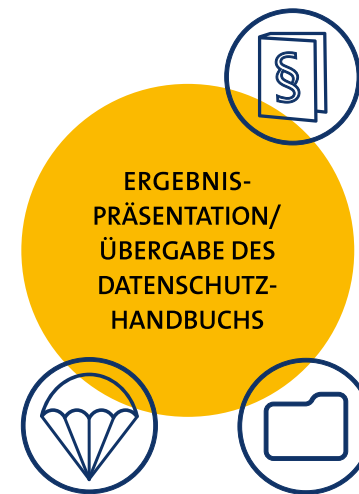 §
ERGEBNIS-
PRÄSENTATION/
ÜBERGABE DES
DATENSCHUTZ-
HANDBUCHS